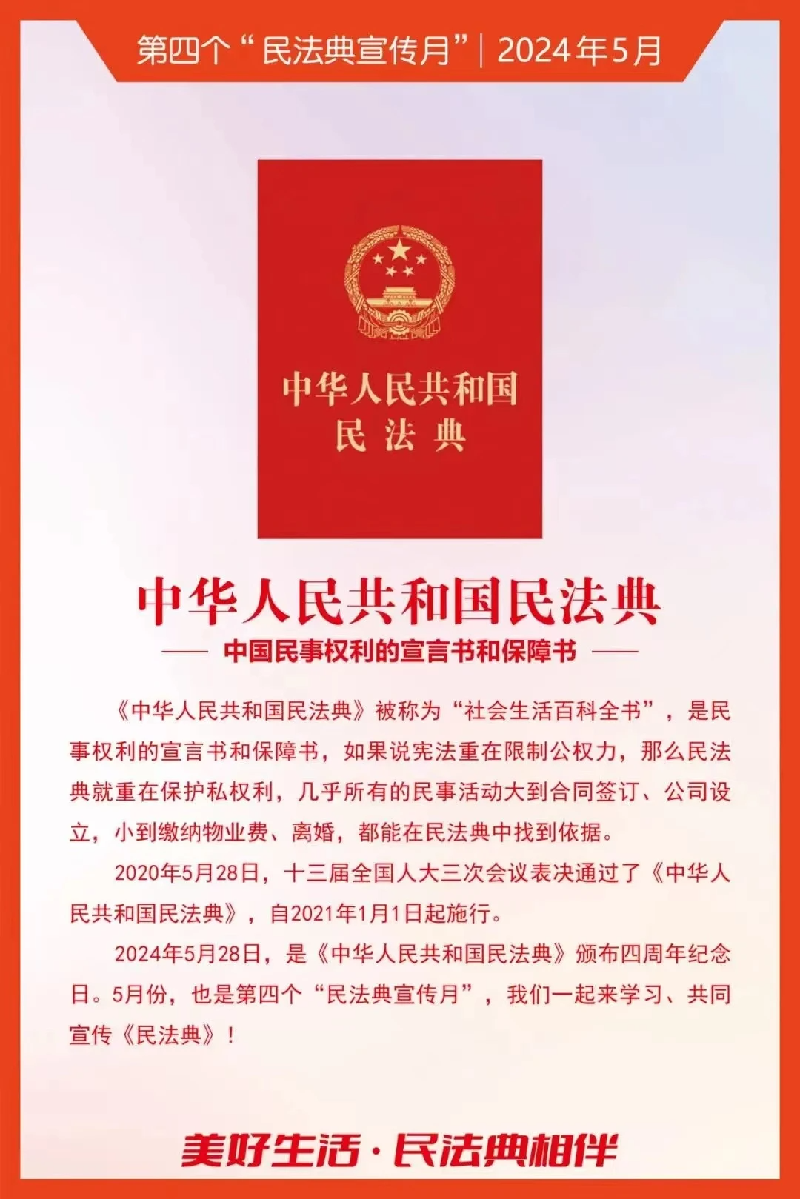 第四个“民法典宣传月”|2024年5月
中华人民共和国
民法典
中华人民共和国民法典
—— 中国民事权利的宣言书和保障书 ——
《中华人民共和国民法典》被称为“社会生活百科全书”，是民
事权利的宣言书和保障书，如果说宪法重在限制公权力，那么民法
典就重在保护私权利，几乎所有的民事活动大到合同签订、公司设
立，小到缴纳物业费、离婚，都能在民法典中找到依据。
2020年5月28日，十三届全国人大三次会议表决通过了《中华人
民共和国民法典》，自2021年1月1日起施行。
2024年5月28日，是《中华人民共和国民法典》颁布四周年纪念
日。5月份，也是第四个“民法典宣传月”，我们一起来学习、共同
宣传《民法典》！
美好生活·民法典相伴